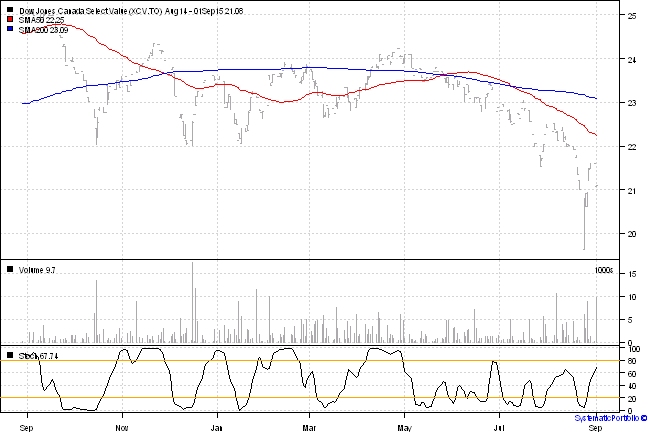 Dow Jones Canada Select Value (XCV.TO) Aug 14 - 01Sep15 21.08
SMA50 22.25
SMA200 23.09
25
24
23
22
21
20
Volume 9.7
1000s
15
10
5
0
Stoch 67.74
100
80
60
40
20
0
Sep Nov Jan Mar May Jul Sep
SystematicPortfolio ©